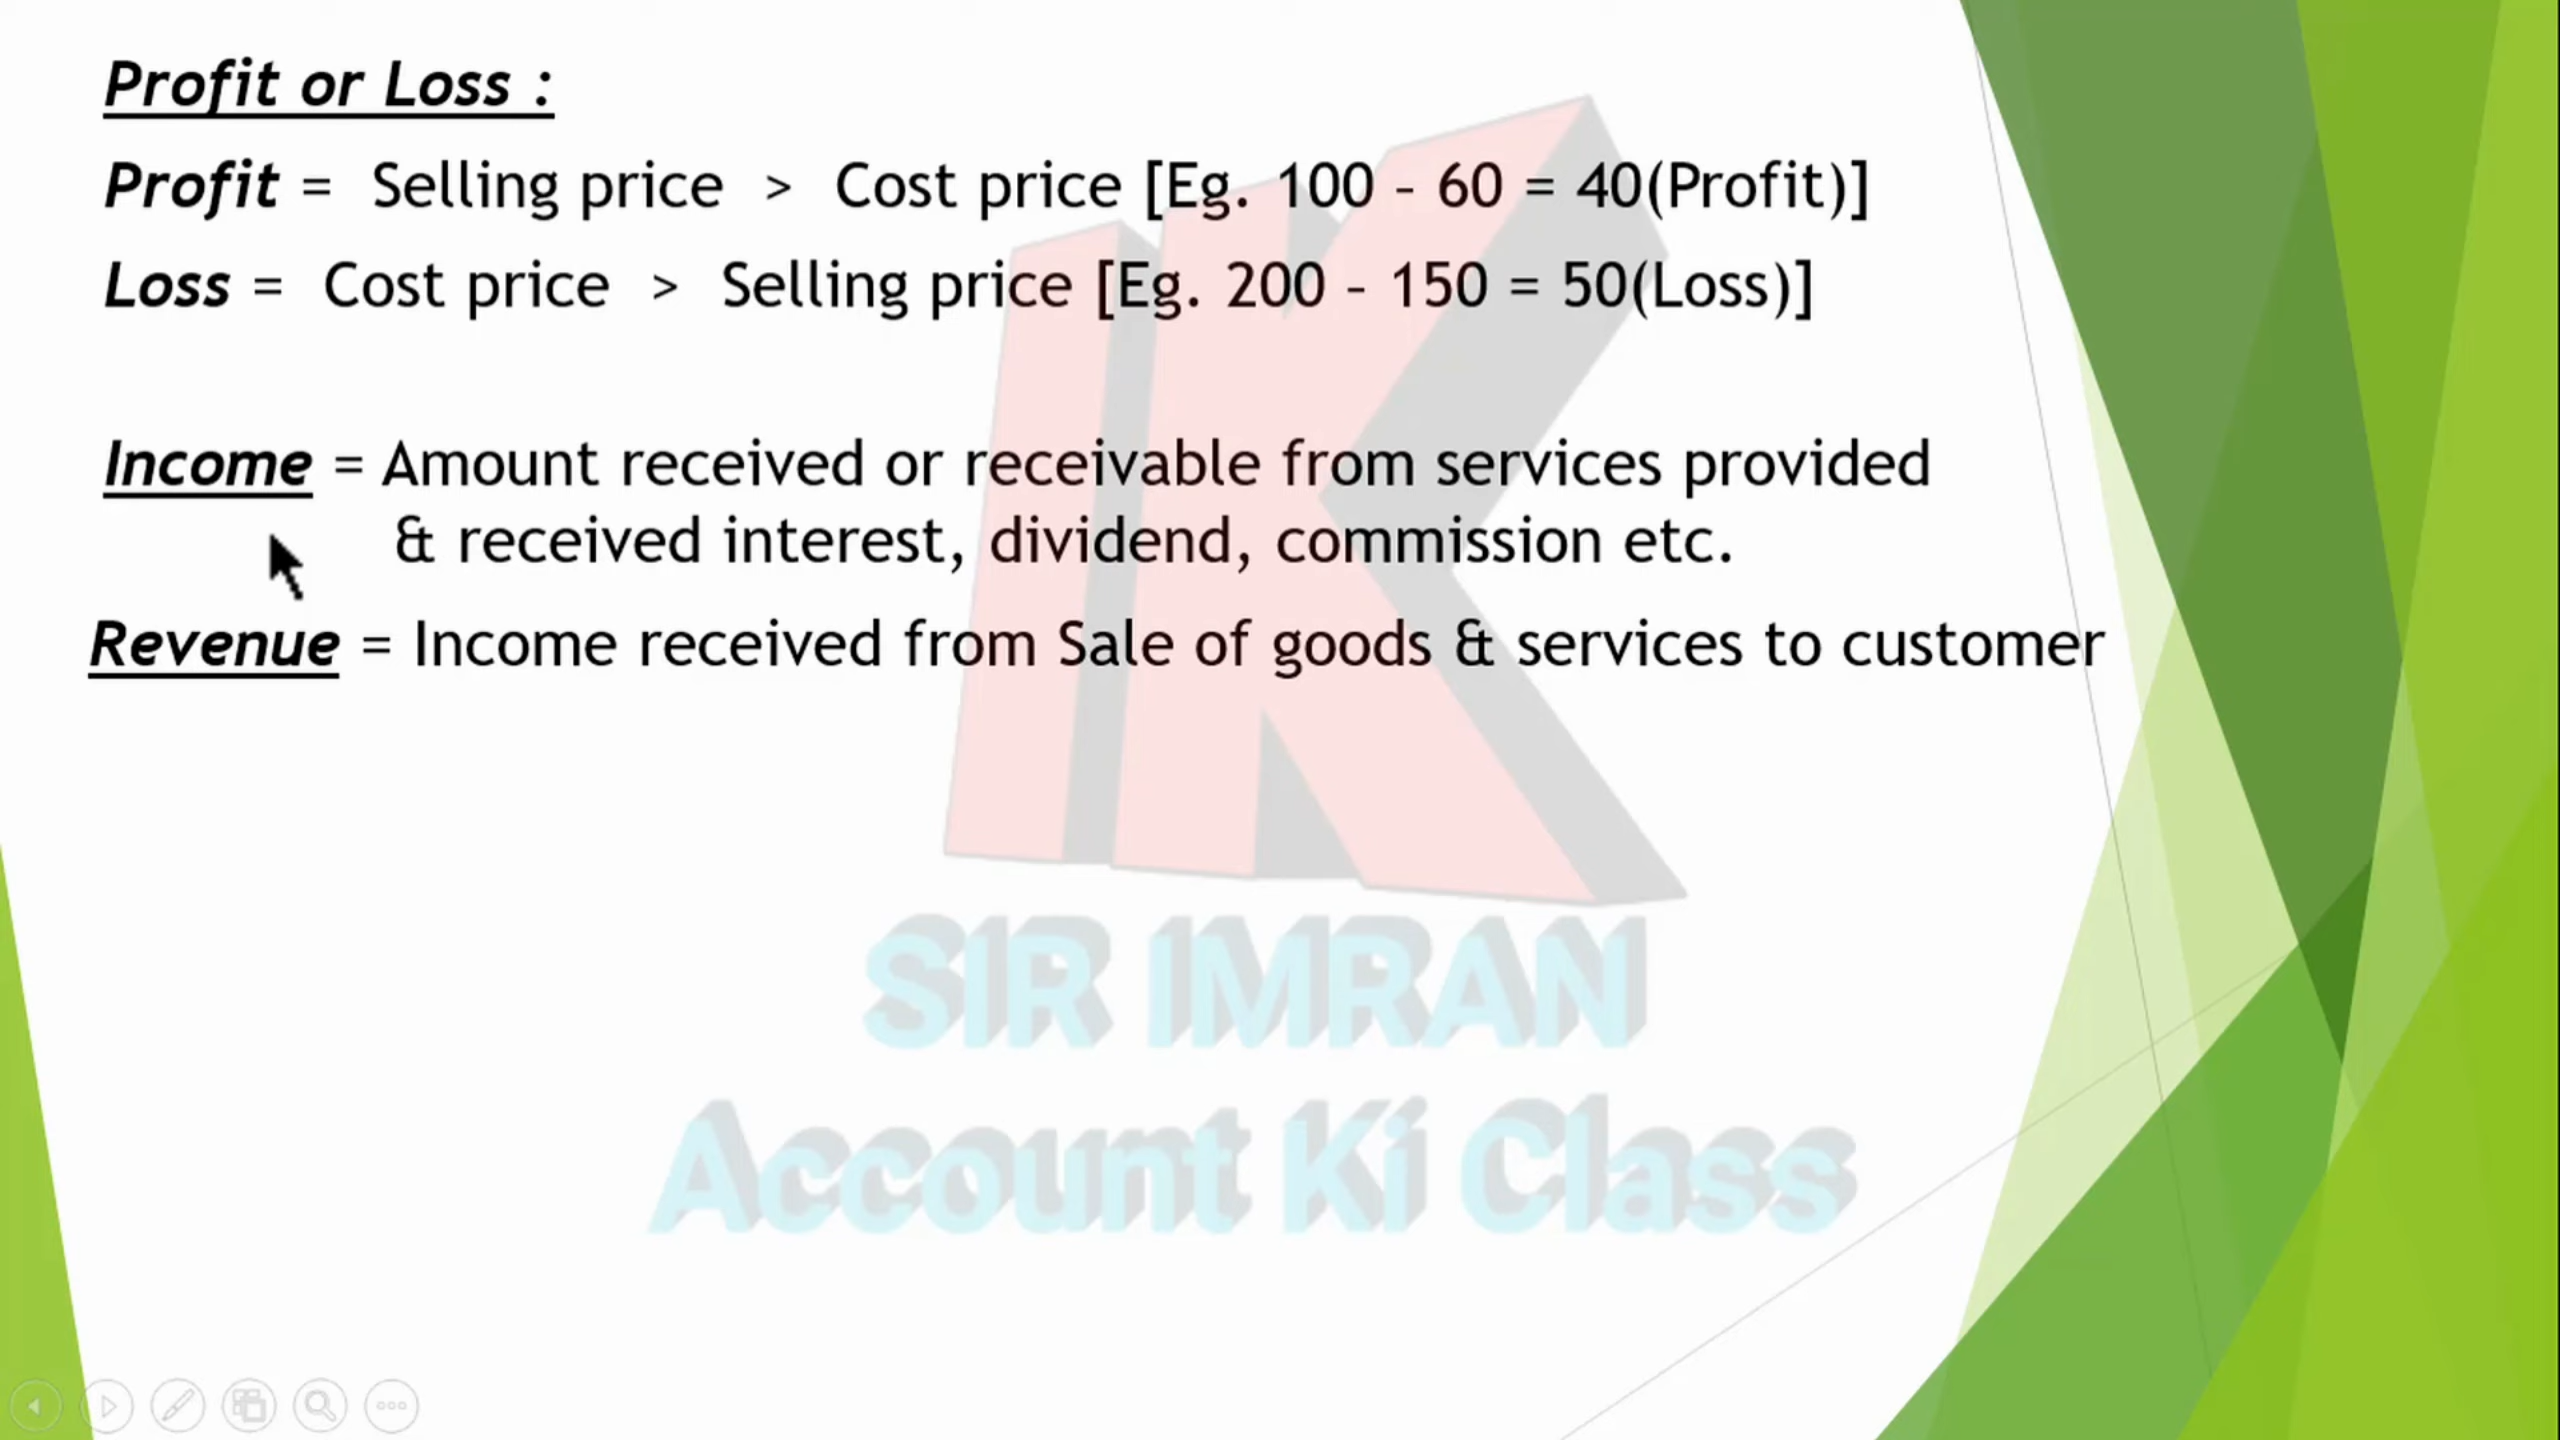 Profit or Loss :
Profit = Selling price > Cost price [Eg. 100 – 60 = 40(Profit)]
Loss = Cost price > Selling price [Eg. 200 – 150 = 50(Loss)]
Income = Amount received or receivable from services provided
& received interest, dividend, commission etc.
Revenue = Income received from Sale of goods & services to customer
IK
SIR IMRAN
Account Ki Class